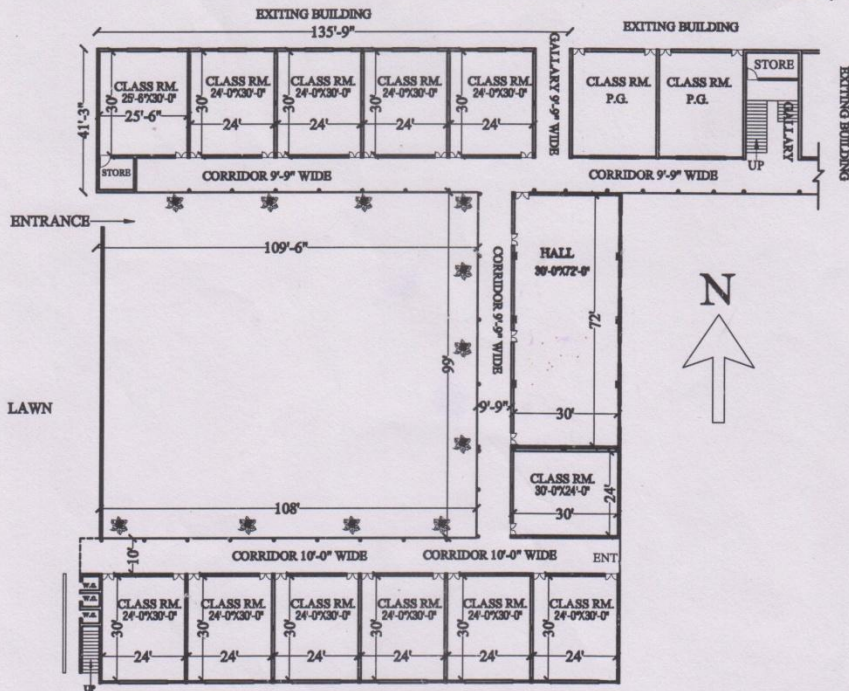 EXITING BUILDING
135'-9"
EXITING BUILDING
41'-3"
CLASS RM.
25'-6"X30'-0"
30'
25'-6"
CLASS RM.
24'-0"X30'-0"
30'
24'
CLASS RM.
24'-0"X30'-0"
30'
24'
CLASS RM.
24'-0"X30'-0"
30'
24'
CLASS RM.
24'-0"X30'-0"
30'
24'
GALLARY 9'-9" WIDE
CLASS RM.
P.G.
CLASS RM.
P.G.
STORE
GALLARY
UP
EXITING BUILDING
STORE
CORRIDOR 9'-9" WIDE
CORRIDOR 9'-9" WIDE
ENTRANCE
109'-6"
99'
CORRIDOR 9'-9" WIDE
9'-9"
HALL
30'-0"X72'-0"
72'
30'
N
LAWN
CLASS RM.
30'-0"X24'-0"
24'
30'
108'
10'
CORRIDOR 10'-0" WIDE
CORRIDOR 10'-0" WIDE
ENT.
CLASS RM.
24'-0"X30'-0"
30'
24'
CLASS RM.
24'-0"X30'-0"
30'
24'
CLASS RM.
24'-0"X30'-0"
30'
24'
CLASS RM.
24'-0"X30'-0"
30'
24'
CLASS RM.
24'-0"X30'-0"
30'
24'
CLASS RM.
24'-0"X30'-0"
30'
24'
UP